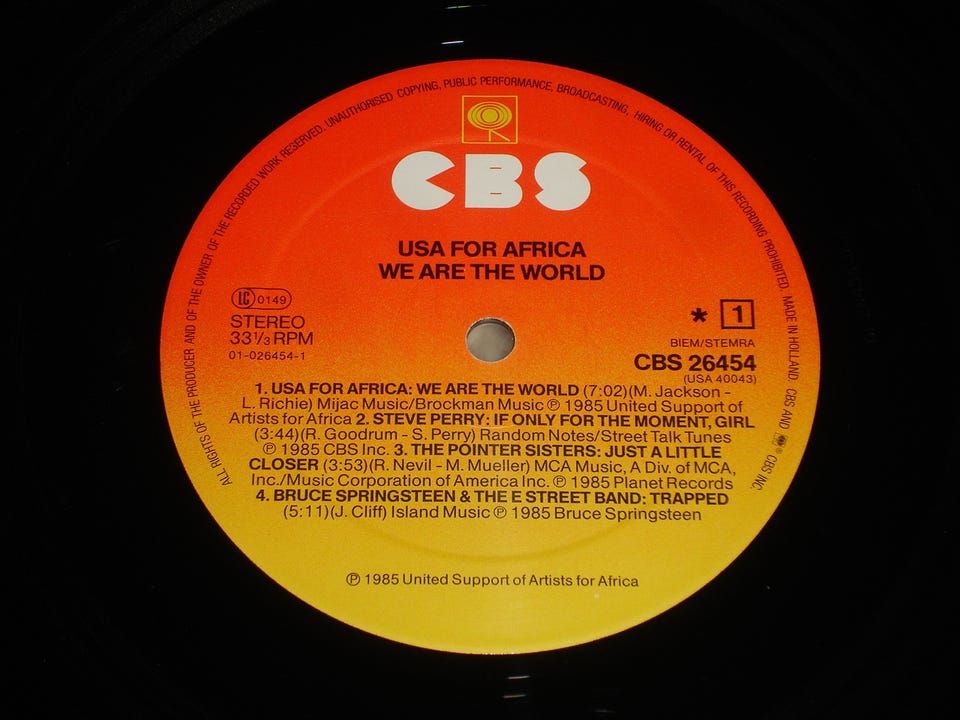 ALL RIGHTS OF THE PRODUCER AND OF THE OWNER OF THE RECORDED WORK RESERVED. UNAUTHORISED COPYING, PUBLIC PERFORMANCE, BROADCASTING, HIRING OR RENTAL OF THIS RECORDING PROHIBITED. MADE IN HOLLAND. CBS AND ® CBS INC.
CBS
USA FOR AFRICA
WE ARE THE WORLD
LC 0149
STEREO
33 1/3 RPM
01-026454-1
* 1
BIEM/STEMRA
CBS 26454
(USA 40043)
1. USA FOR AFRICA: WE ARE THE WORLD (7:02)(M. Jackson -
L. Richie) Mijac Music/Brockman Music ℗ 1985 United Support of
Artists for Africa 2. STEVE PERRY: IF ONLY FOR THE MOMENT, GIRL
(3:44)(R. Goodrum - S. Perry) Random Notes/Street Talk Tunes
℗ 1985 CBS Inc. 3. THE POINTER SISTERS: JUST A LITTLE
CLOSER (3:53)(R. Nevil - M. Mueller) MCA Music, A Div. of MCA,
Inc./Music Corporation of America Inc. ℗ 1985 Planet Records
4. BRUCE SPRINGSTEEN & THE E STREET BAND: TRAPPED
(5:11)(J. Cliff) Island Music ℗ 1985 Bruce Springsteen
℗ 1985 United Support of Artists for Africa